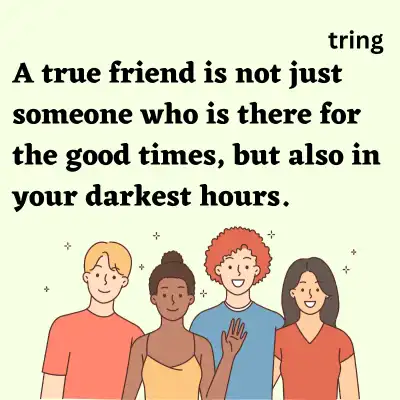 tring
A true friend is not just
someone who is there for
the good times, but also in
your darkest hours.